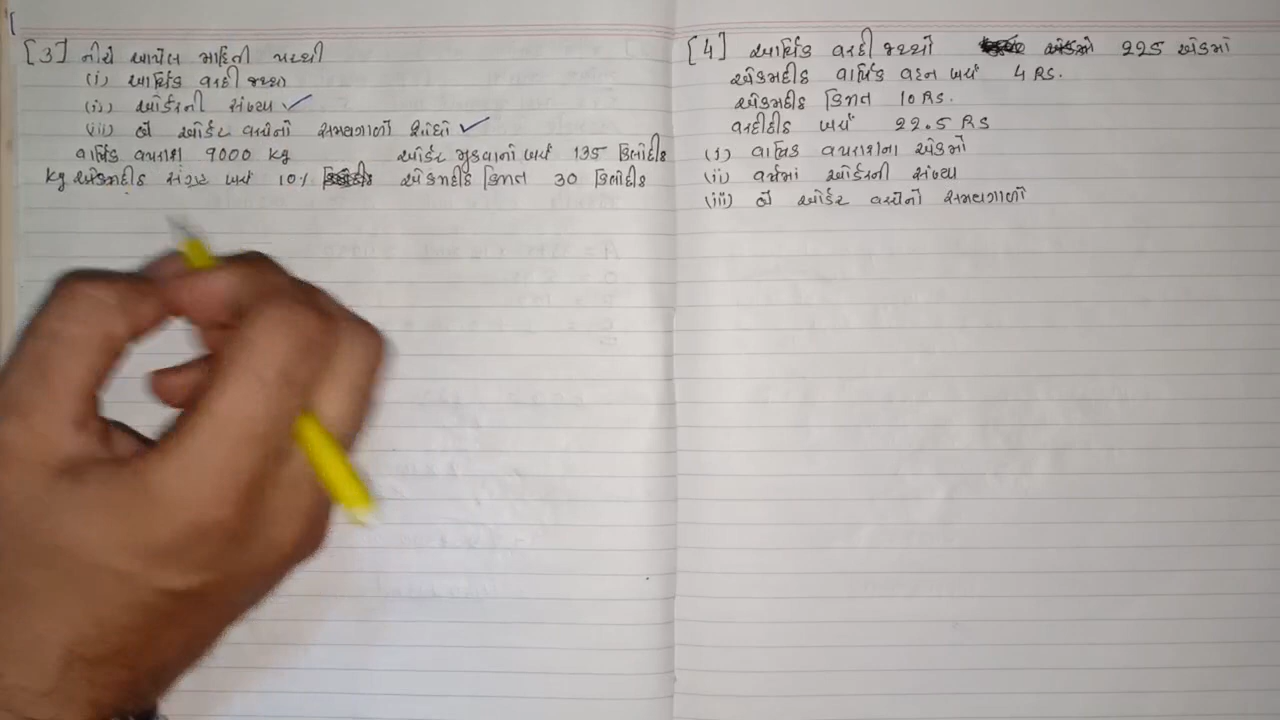 [3] નીચે આપેલ માહિતી પરથી
(i) આર્થિક વરદી જથ્થો
(ii) ઓર્ડરની સંખ્યા ✓
(iii) બે ઓર્ડર વચ્ચેનો સમયગાળો શોધો ✓
વાર્ષિક વપરાશ 9000 kg ઓર્ડર મુકવાનો ખર્ચ 135 પ્રતિ
kg એકમદીઠ સંગ્રહ ખર્ચ 10% એકમદીઠ કિંમત 30
[4] આર્થિક વરદી જથ્થો 225 એકમો
એકમદીઠ વાર્ષિક વહન ખર્ચ 4 RS.
એકમદીઠ કિંમત 10 RS.
વરદીદીઠ ખર્ચ 22.5 RS
(i) વાર્ષિક વપરાશના એકમો
(ii) વર્ષમાં ઓર્ડરની સંખ્યા
(iii) બે ઓર્ડર વચ્ચેનો સમયગાળો